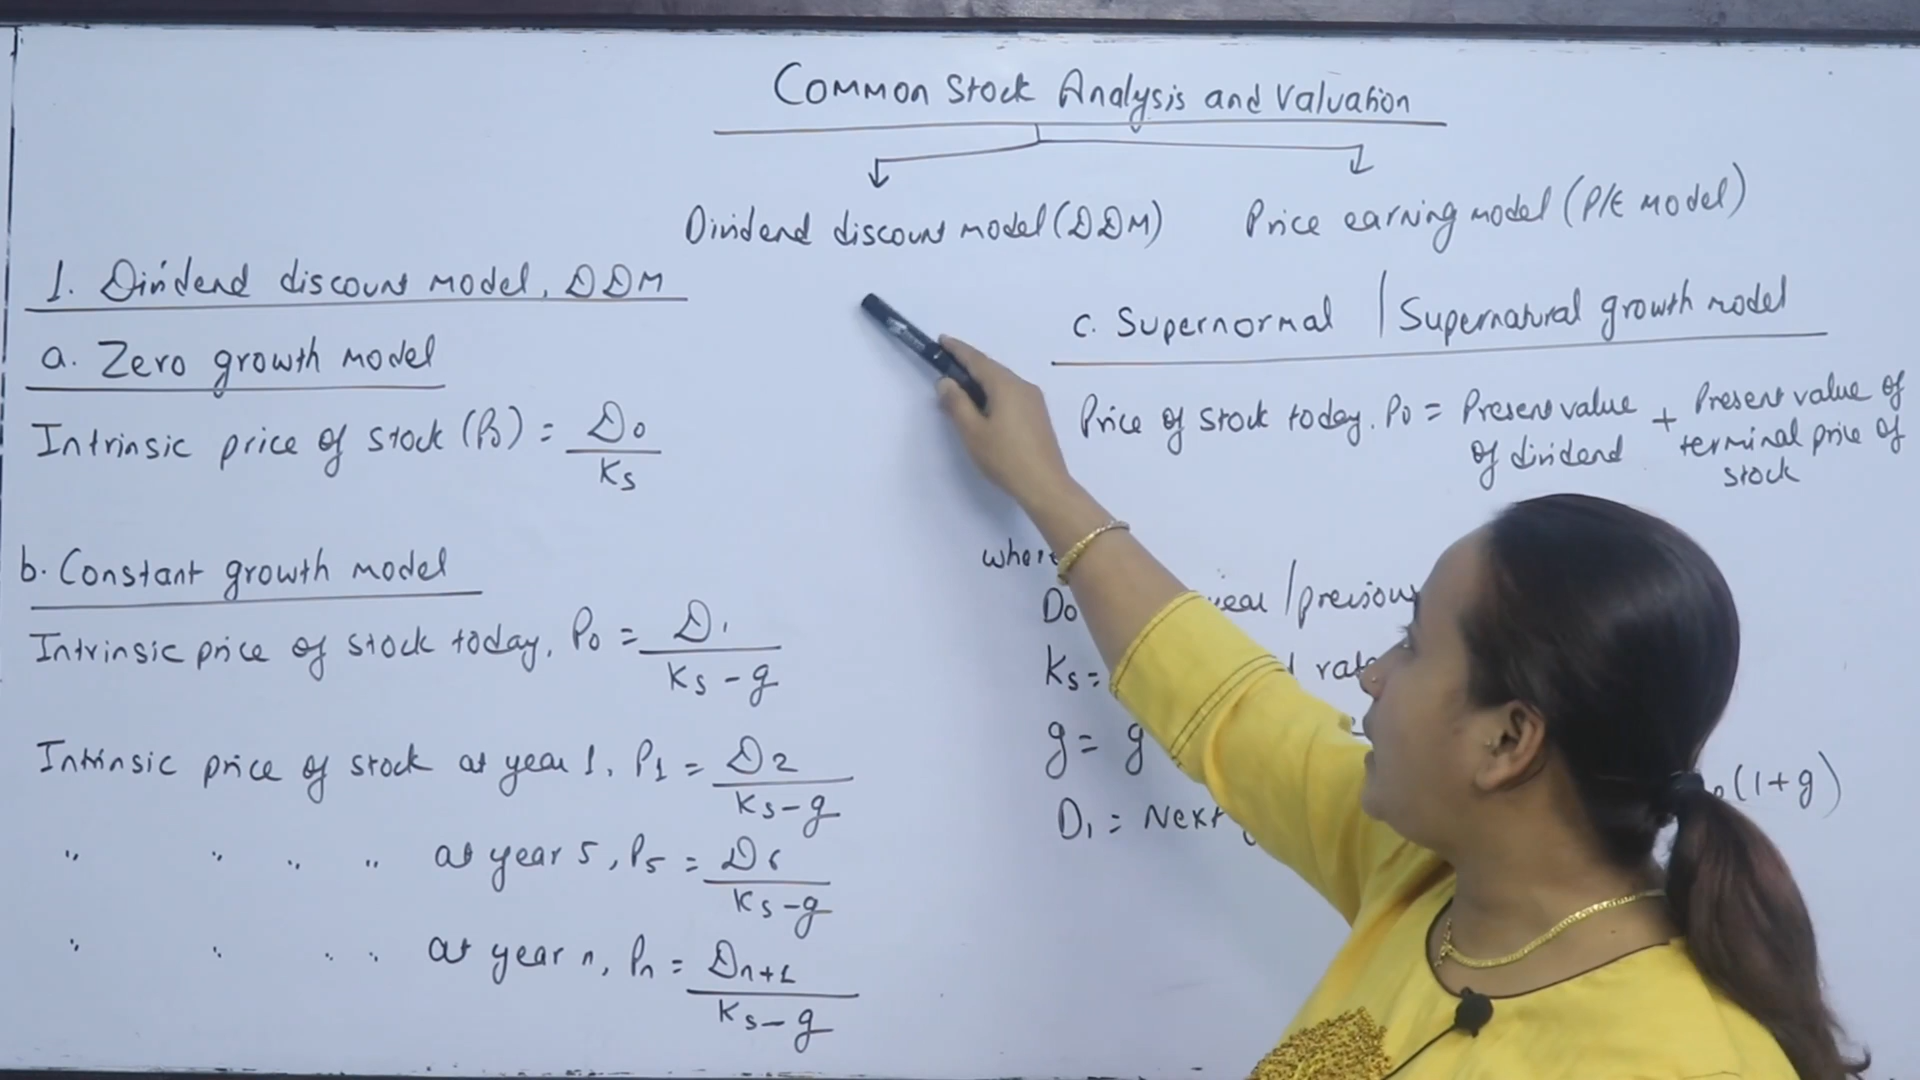 Common Stock Analysis and Valuation
Dividend discount model (DDM)
Price earning model (P/E Model)
1. Dividend discount model, DDM
a. Zero growth model
Intrinsic price of stock (P0) = D0
Ks
b. Constant growth model
Intrinsic price of stock today, P0 = D1
Ks - g
Intrinsic price of stock at year 1, P1 = D2
Ks - g
" " " " at year 5, P5 = D6
Ks - g
" " " " at year n, Pn = Dn+1
Ks - g
c. Supernormal / Supernatural growth model
Price of stock today, P0 = Present value of dividend + Present value of terminal price of stock
where
D0 year / previous
Ks =
g = g
D1 = Next (1+g)